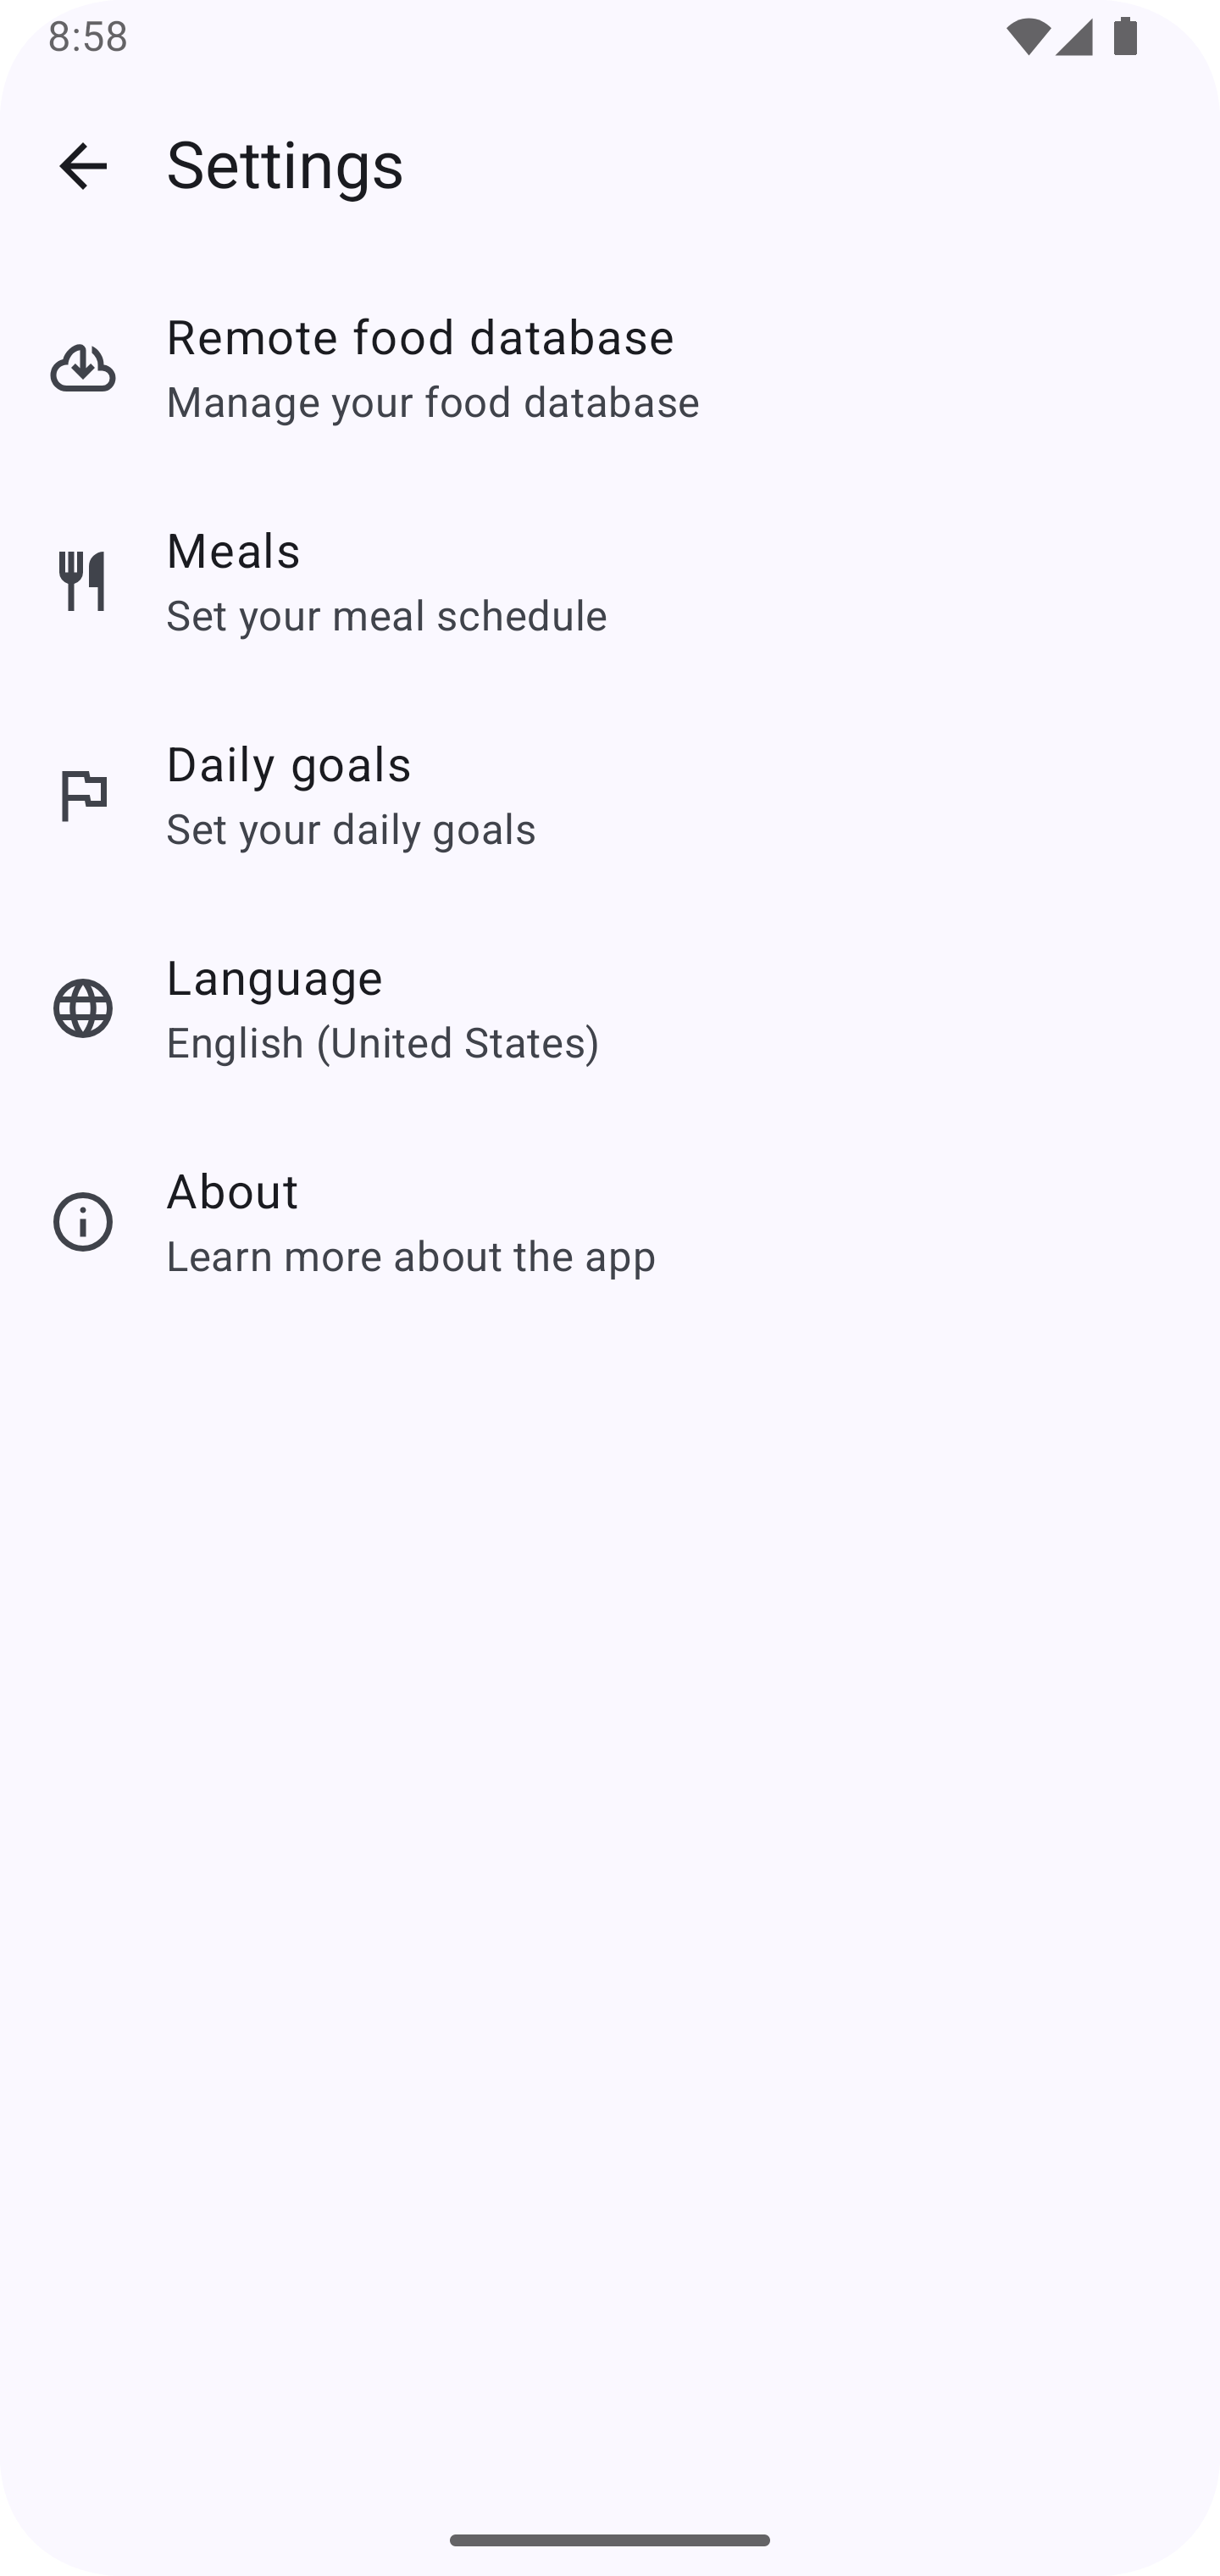 8:58
Settings
Remote food database
Manage your food database
Meals
Set your meal schedule
Daily goals
Set your daily goals
Language
English (United States)
About
Learn more about the app